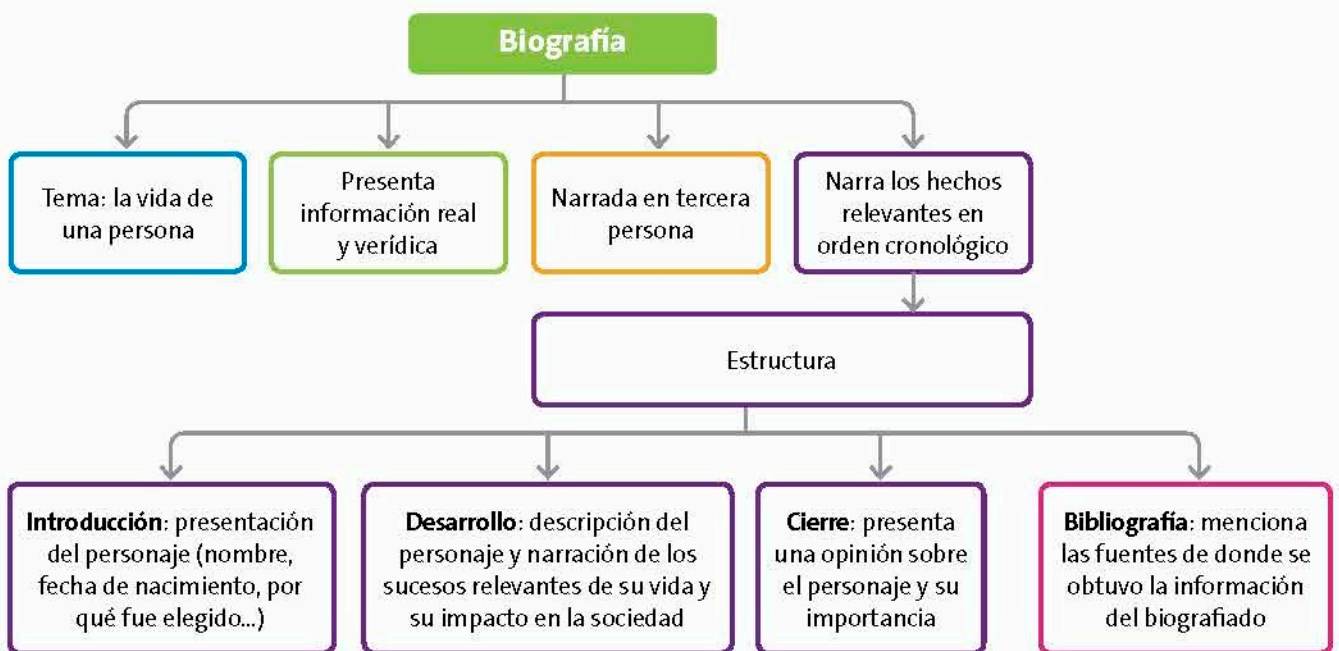 Biografía
Tema: la vida de
una persona
Presenta
información real
y verídica
Narrada en tercera
persona
Narra los hechos
relevantes en
orden cronológico
Estructura
Introducción: presentación
del personaje (nombre,
fecha de nacimiento, por
qué fue elegido...)
Desarrollo: descripción del
personaje y narración de los
sucesos relevantes de su vida y
su impacto en la sociedad
Cierre: presenta
una opinión sobre
el personaje y su
importancia
Bibliografía: menciona
las fuentes de donde se
obtuvo la información
del biografiado